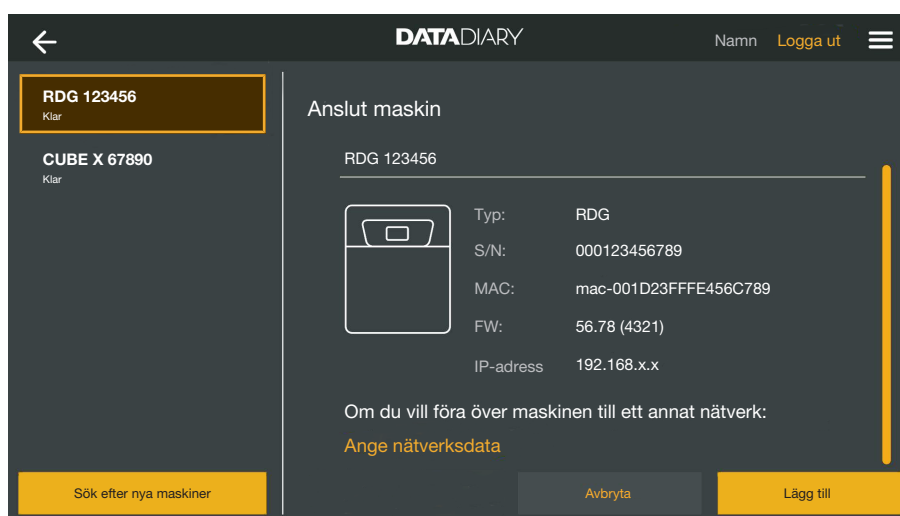 DATADIARY
Namn Logga ut
RDG 123456
Klar
CUBE X 67890
Klar
Sök efter nya maskiner
Anslut maskin
RDG 123456
Typ: RDG
S/N: 000123456789
MAC: mac-001D23FFFE456C789
FW: 56.78 (4321)
IP-adress 192.168.x.x
Om du vill föra över maskinen till ett annat nätverk:
Ange nätverksdata
Avbryta
Lägg till